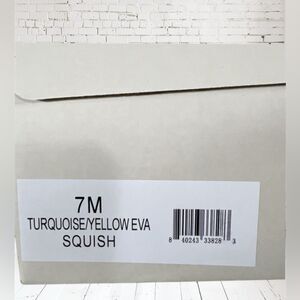 7M
TURQUOISE/YELLOW EVA
SQUISH
8 40243 33828 3